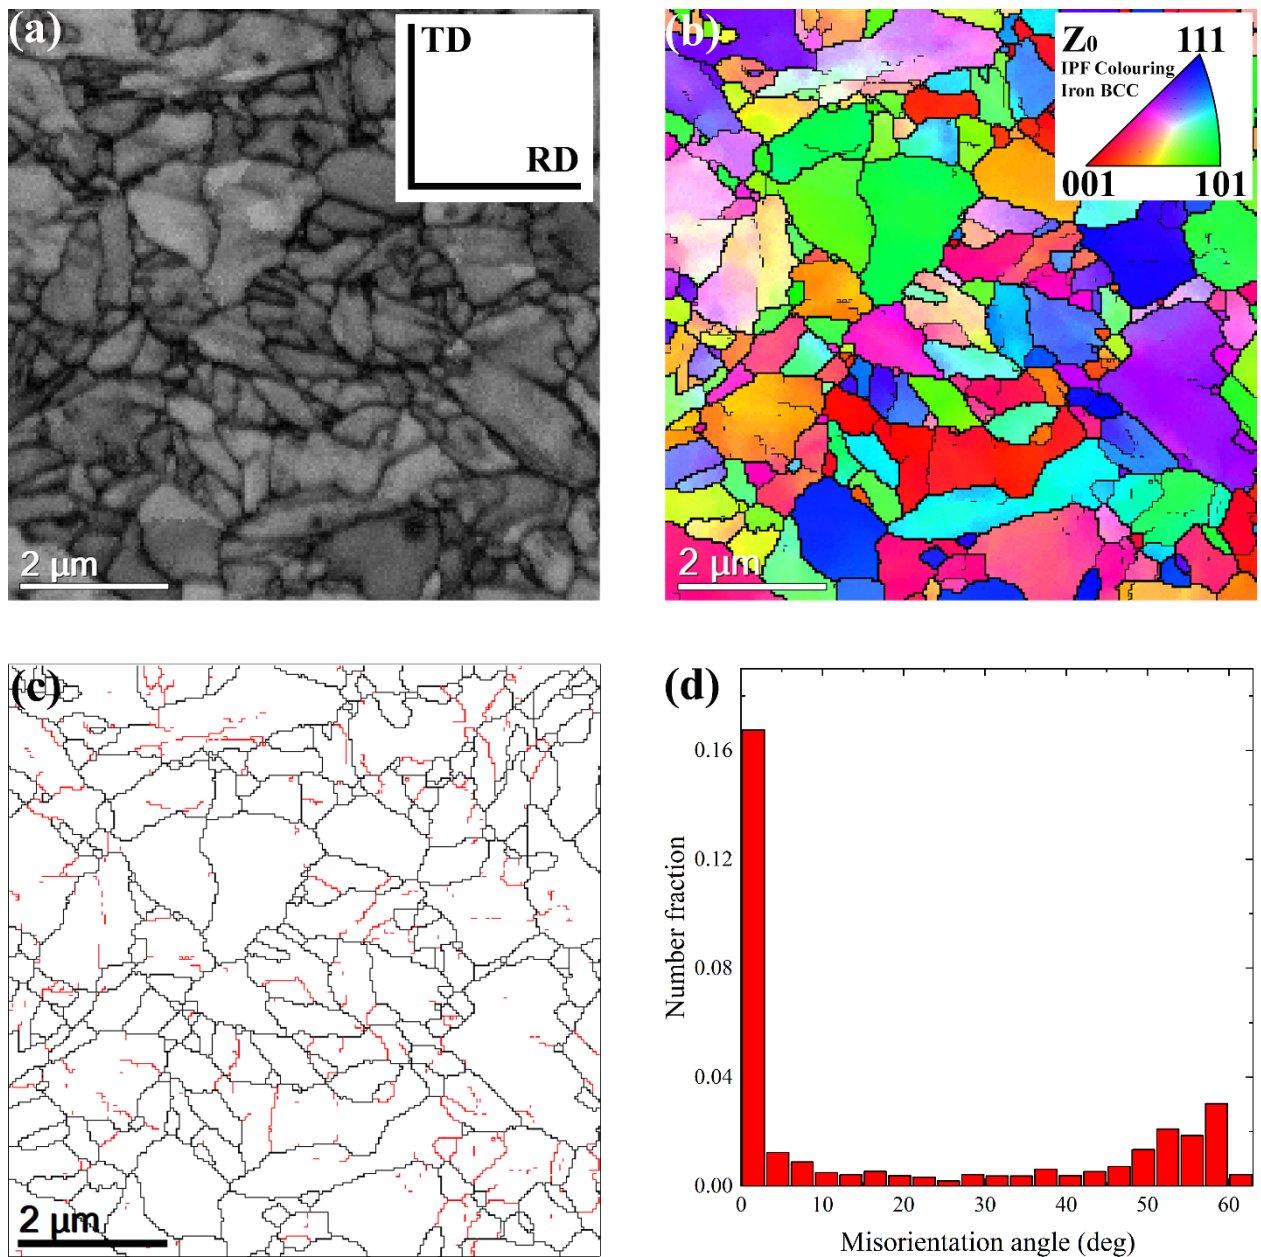 (a)
TD
RD
2 μm
(b)
Z0
111
IPF Colouring
Iron BCC
001
101
2 μm
(c)
2 μm
(d)
0.16
0.12
0.08
0.04
0.00
Number fraction
0
10
20
30
40
50
60
Misorientation angle (deg)